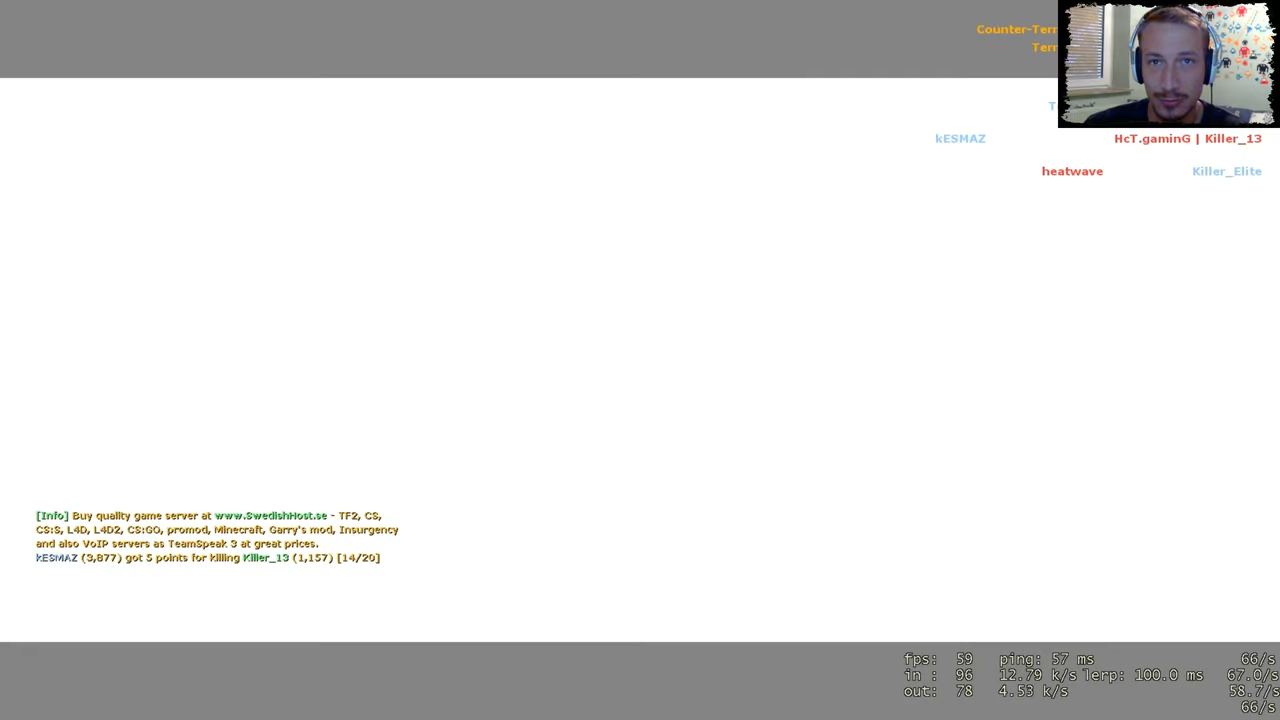 Counter-Terr
Terr
T
kESMAZ HcT.gaminG | Killer_13
heatwave Killer_Elite
[Info] Buy quality game server at www.SwedishHost.se - TF2, CS,
CS:S, L4D, L4D2, CS:GO, promod, Minecraft, Garry's mod, Insurgency
and also VoIP servers as TeamSpeak 3 at great prices.
kESMAZ (3,877) got 5 points for killing Killer_13 (1,157) [14/20]
fps: 59 ping: 57 ms 66/s
in : 96 12.79 k/s lerp: 100.0 ms 67.0/s
out: 78 4.53 k/s 58.7/s
66/s